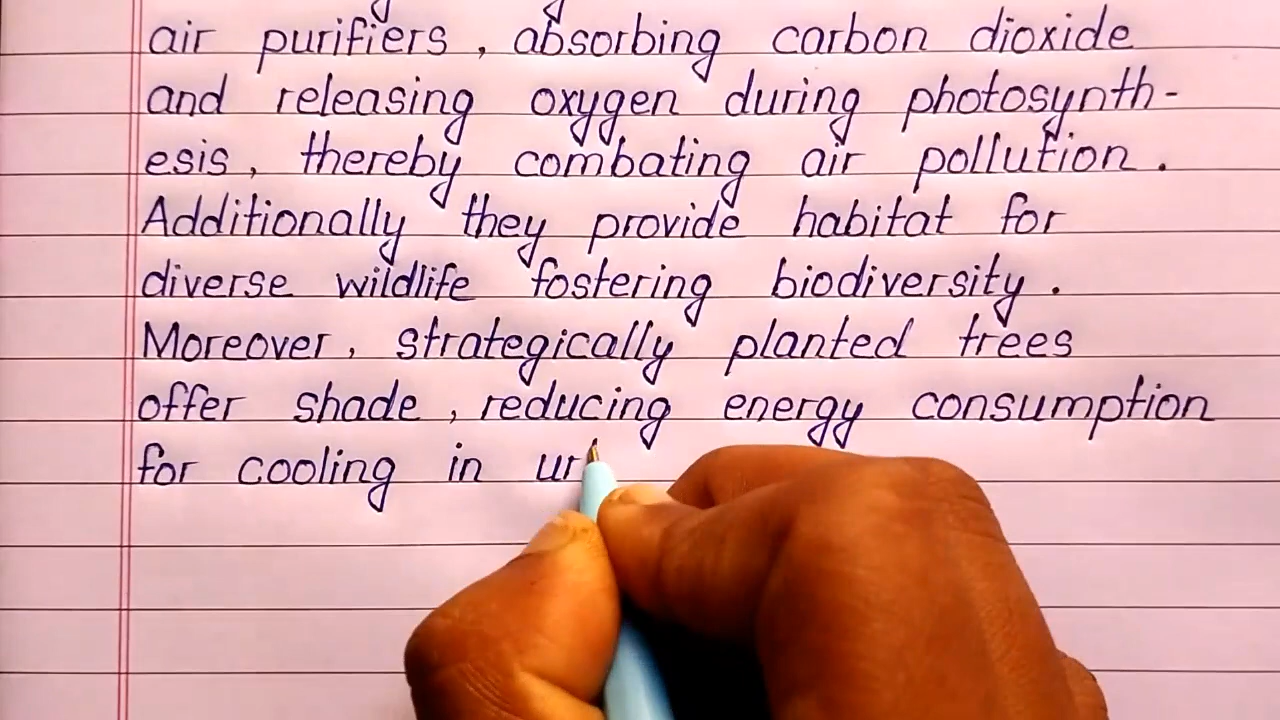 air purifiers, absorbing carbon dioxide
and releasing oxygen during photosynth-
esis, thereby combating air pollution.
Additionally they provide habitat for
diverse wildlife fostering biodiversity.
Moreover, strategically planted trees
offer shade, reducing energy consumption
for cooling in ur